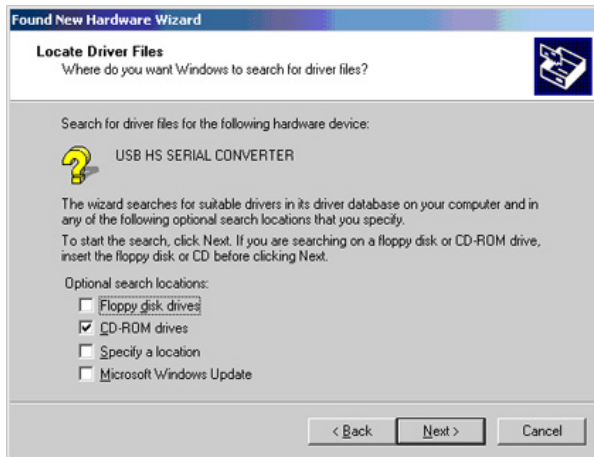 Found New Hardware Wizard
Locate Driver Files
Where do you want Windows to search for driver files?
Search for driver files for the following hardware device:
USB HS SERIAL CONVERTER
The wizard searches for suitable drivers in its driver database on your computer and in
any of the following optional search locations that you specify.
To start the search, click Next. If you are searching on a floppy disk or CD-ROM drive,
insert the floppy disk or CD before clicking Next.
Optional search locations:
Floppy disk drives
CD-ROM drives
Specify a location
Microsoft Windows Update
< Back Next > Cancel